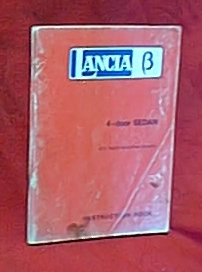 LANCIA β
4-door SEDAN
INSTRUCTION BOOK